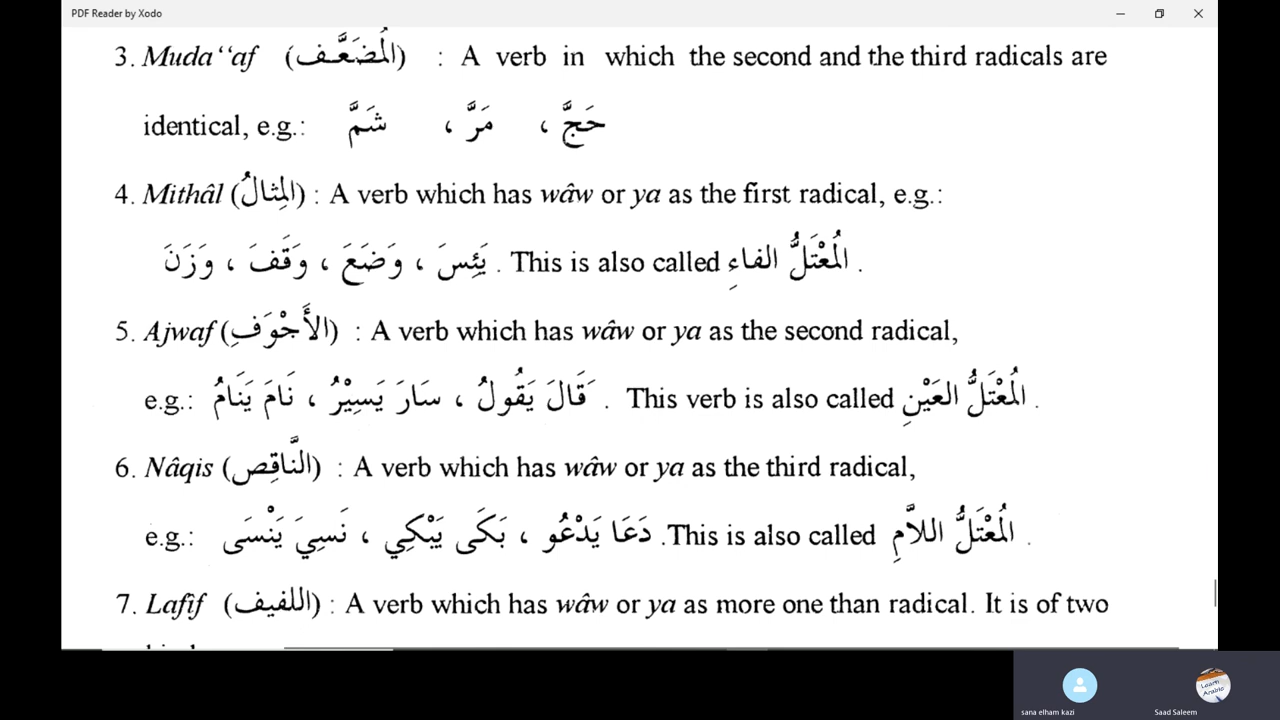 PDF Reader by Xodo
3. Muda‘‘af (المُضَعَّف) : A verb in which the second and the third radicals are
identical, e.g.: حَجَّ ، مَرَّ ، شَمَّ
4. Mithâl (المِثالُ) : A verb which has wâw or ya as the first radical, e.g.:
يَئِسَ ، وَضَعَ ، وَقَفَ ، وَزَنَ . This is also called المُعْتَلُّ الفاءِ .
5. Ajwaf (الأَجْوَفِ) : A verb which has wâw or ya as the second radical,
e.g.: قَالَ يَقُولُ ، سَارَ يَسِيْرُ ، نَامَ يَنَامُ . This verb is also called المُعْتَلُّ العَيْنِ .
6. Nâqis (النَّاقِص) : A verb which has wâw or ya as the third radical,
e.g.: دَعَا يَدْعُو ، بَكَى يَبْكِي ، نَسِيَ يَنْسَى .This is also called المُعْتَلُّ اللاَّمِ .
7. Lafîf (اللفيف) : A verb which has wâw or ya as more one than radical. It is of two
Learn Arabic
sana elham kazi
Saad Saleem